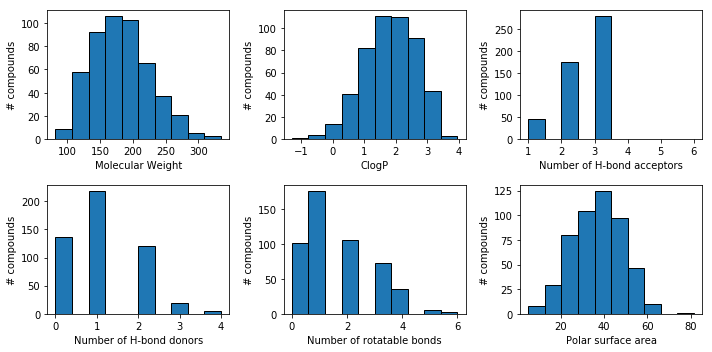 100
80
60
40
20
0
100 150 200 250 300
Molecular Weight
# compounds
100
80
60
40
20
0
−1 0 1 2 3 4
ClogP
# compounds
250
200
150
100
50
0
1 2 3 4 5 6
Number of H-bond acceptors
# compounds
200
150
100
50
0
0 1 2 3 4
Number of H-bond donors
# compounds
150
100
50
0
0 2 4 6
Number of rotatable bonds
# compounds
125
100
75
50
25
0
20 40 60 80
Polar surface area
# compounds